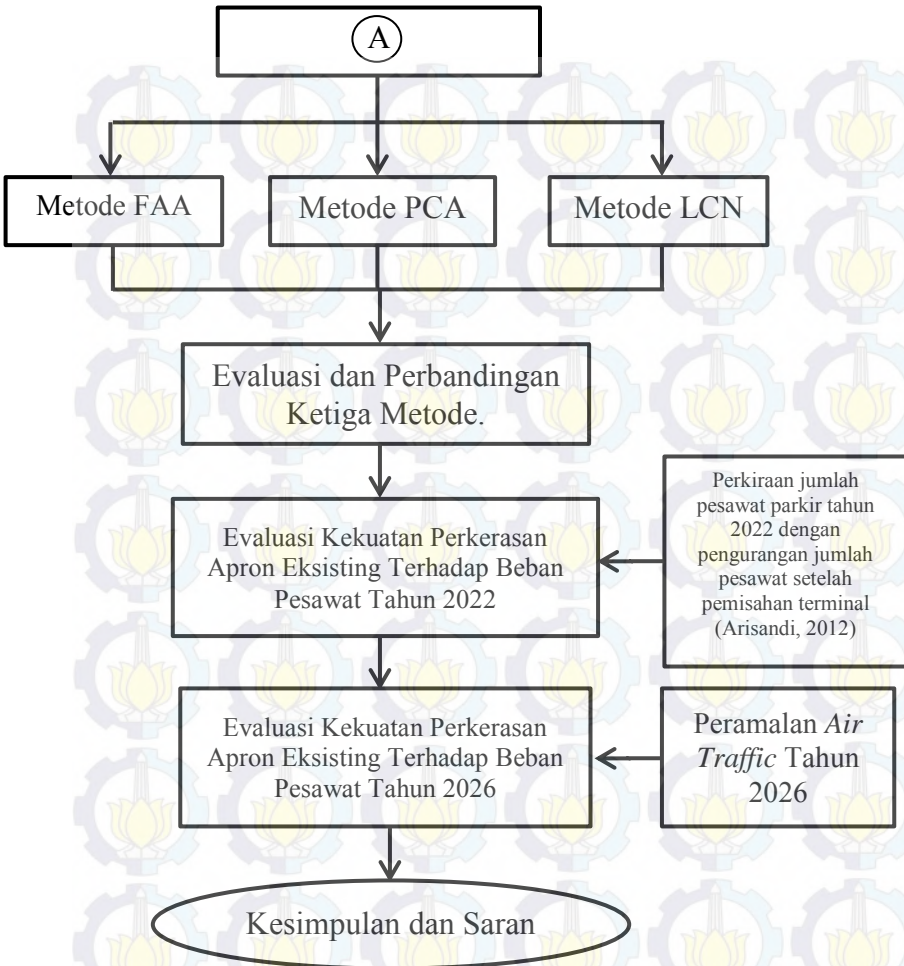 A
Metode FAA
Metode PCA
Metode LCN
Evaluasi dan Perbandingan
Ketiga Metode.
Evaluasi Kekuatan Perkerasan
Apron Eksisting Terhadap Beban
Pesawat Tahun 2022
Perkiraan jumlah
pesawat parkir tahun
2022 dengan
pengurangan jumlah
pesawat setelah
pemisahan terminal
(Arisandi, 2012)
Evaluasi Kekuatan Perkerasan
Apron Eksisting Terhadap Beban
Pesawat Tahun 2026
Peramalan Air
Traffic Tahun
2026
Kesimpulan dan Saran